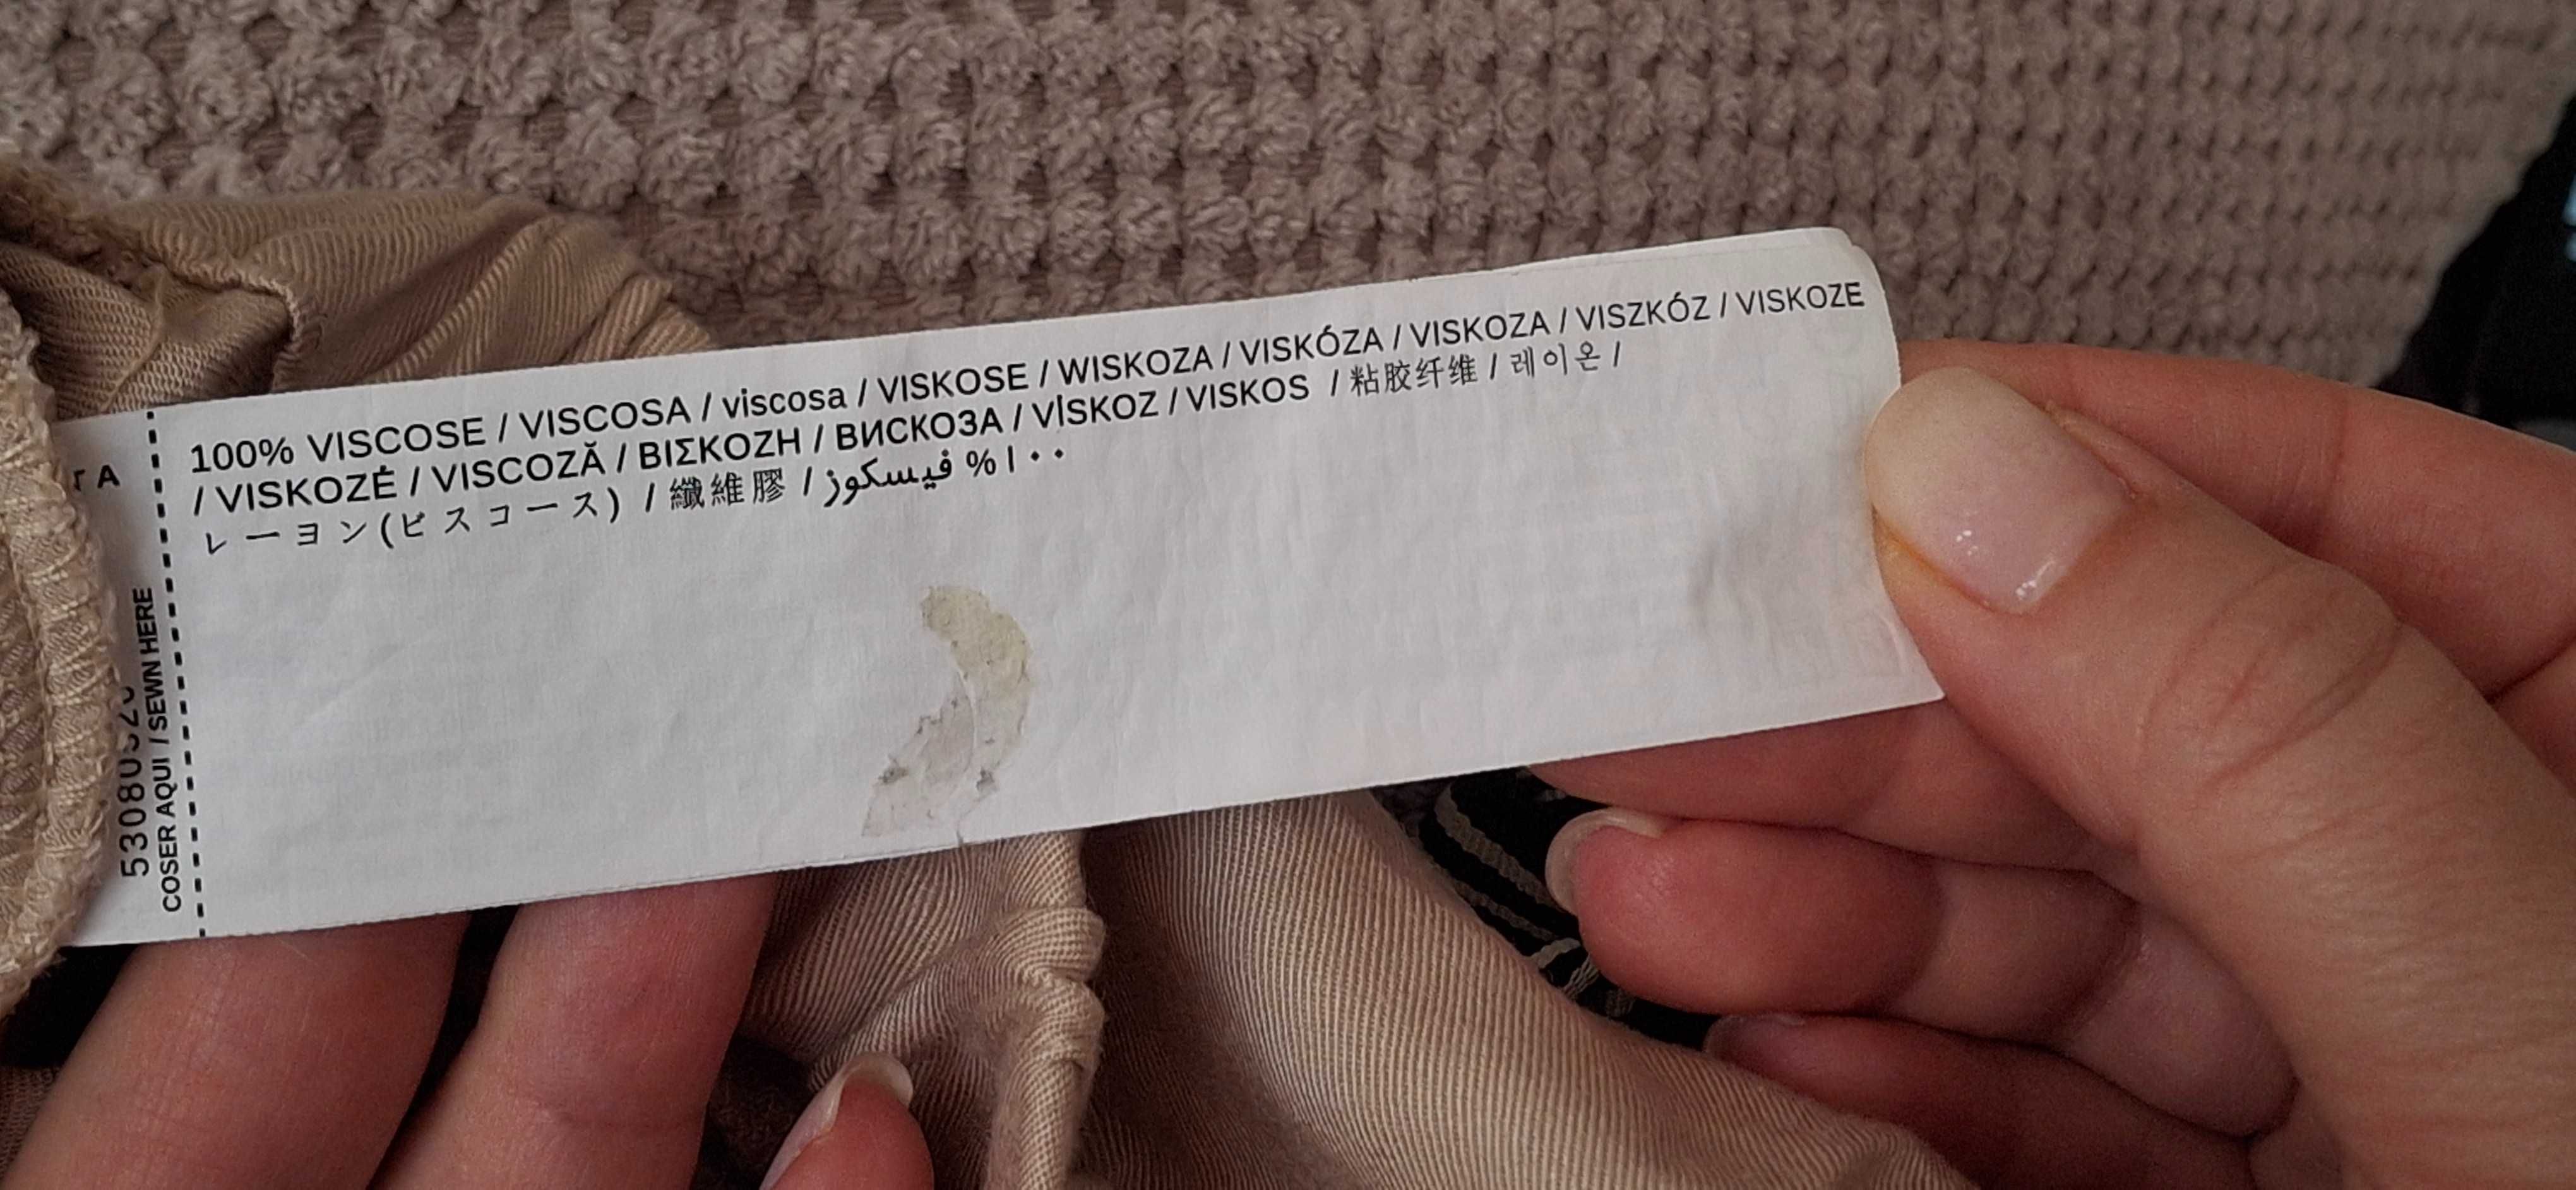 100% VISCOSE / VISCOSA / viscosa / VISKOSE / WISKOZA / VISKÓZA / VISKOZA / VISZKÓZ / VISKOZE
/ VISKOZĖ / VISCOZĂ / ΒΙΣΚΟΖΗ / ВИСКОЗА / VİSKOZ / VISKOS / 粘胶纤维 / 레이온 /
レーヨン(ビスコース) / 纖維膠 / فيسكوز %١٠٠
A
COSER AQUI / SEWN HERE